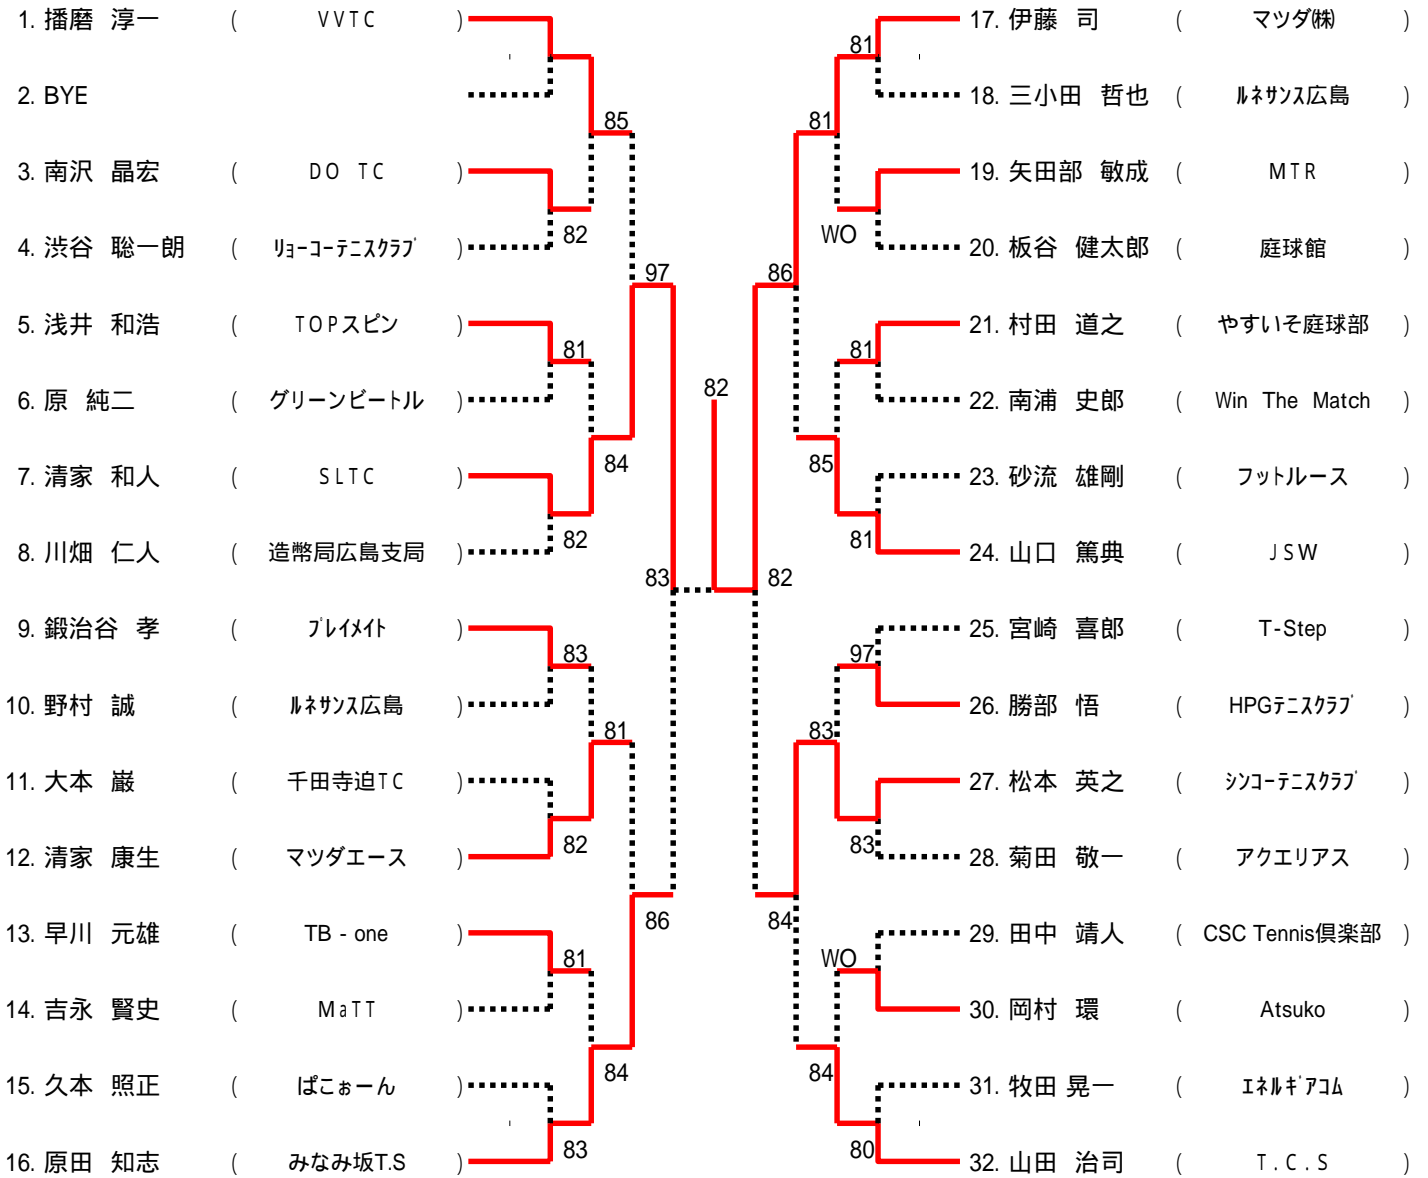 1. 播磨 淳一 ( VVTC )
2. BYE
85
3. 南沢 晶宏 ( DO TC )
82
4. 渋谷 聡一朗 ( リョーコーテニスクラブ )
97
5. 浅井 和浩 ( TOPスピン )
81
6. 原 純二 ( グリーンビートル )
84
7. 清家 和人 ( SLTC )
82
8. 川畑 仁人 ( 造幣局広島支局 )
83
9. 鍛治谷 孝 ( プレイメイト )
83
10. 野村 誠 ( ルネサンス広島 )
81
11. 大本 巌 ( 千田寺迫TC )
82
12. 清家 康生 ( マツダエース )
86
13. 早川 元雄 ( TB - one )
81
14. 吉永 賢史 ( MaTT )
84
15. 久本 照正 ( ぱこぉーん )
83
16. 原田 知志 ( みなみ坂T.S )
82
17. 伊藤 司 ( マツダ㈱ )
81
18. 三小田 哲也 ( ルネサンス広島 )
81
19. 矢田部 敏成 ( MTR )
WO
20. 板谷 健太郎 ( 庭球館 )
86
21. 村田 道之 ( やすいそ庭球部 )
81
22. 南浦 史郎 ( Win The Match )
85
23. 砂流 雄剛 ( フットルース )
81
24. 山口 篤典 ( JSW )
82
25. 宮崎 喜郎 ( T-Step )
97
26. 勝部 悟 ( HPGテニスクラブ )
83
27. 松本 英之 ( シンコーテニスクラブ )
83
28. 菊田 敬一 ( アクエリアス )
84
29. 田中 靖人 ( CSC Tennis倶楽部 )
WO
30. 岡村 環 ( Atsuko )
84
31. 牧田 晃一 ( エネルギアコム )
80
32. 山田 治司 ( T.C.S )